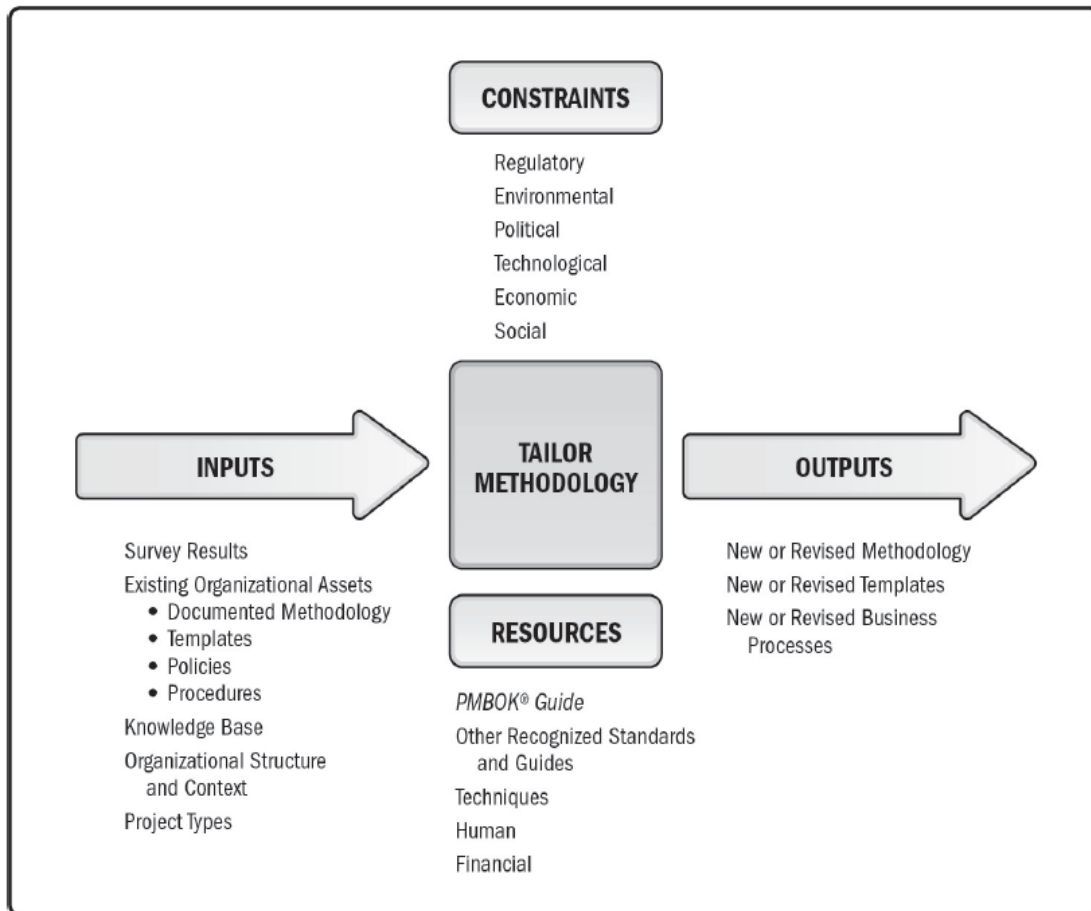 CONSTRAINTS
Regulatory
Environmental
Political
Technological
Economic
Social
INPUTS
TAILOR
METHODOLOGY
OUTPUTS
Survey Results
Existing Organizational Assets
• Documented Methodology
• Templates
• Policies
• Procedures
Knowledge Base
Organizational Structure
and Context
Project Types
RESOURCES
PMBOK® Guide
Other Recognized Standards
and Guides
Techniques
Human
Financial
New or Revised Methodology
New or Revised Templates
New or Revised Business
Processes